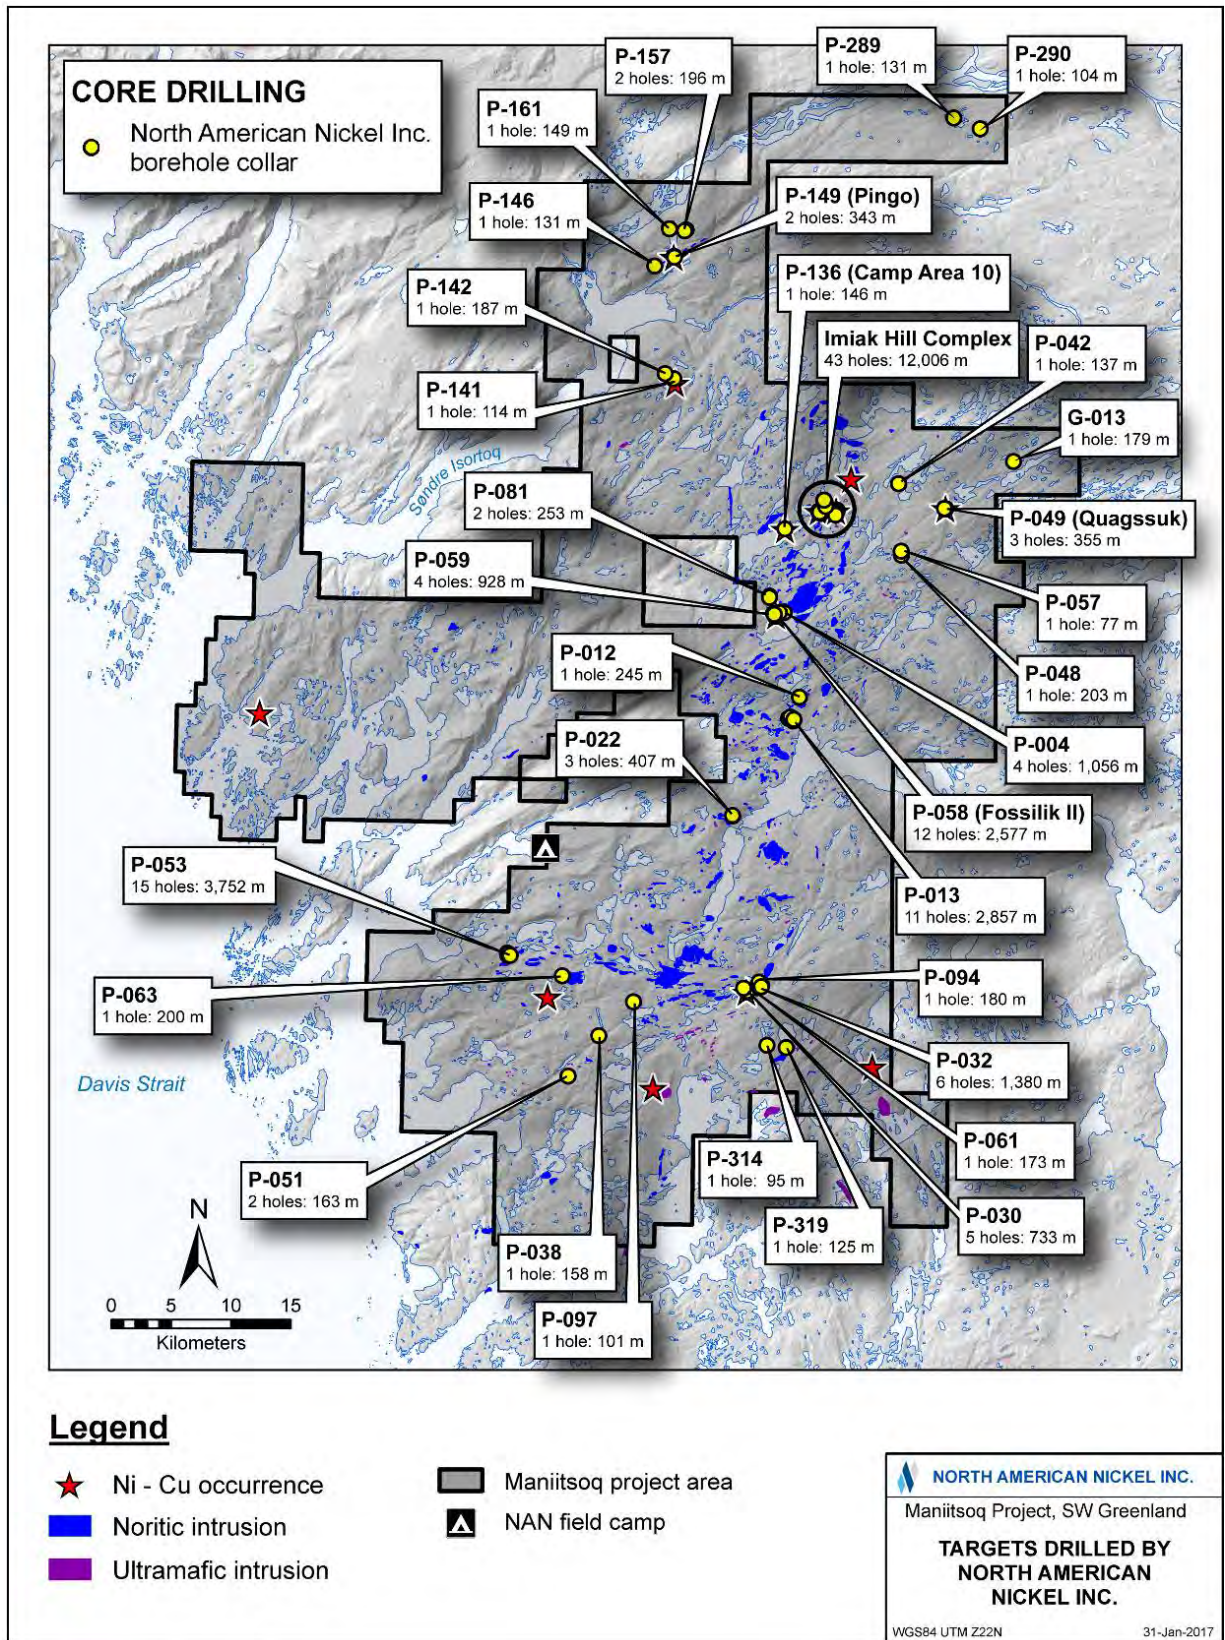 CORE DRILLING
North American Nickel Inc.
borehole collar
P-157
2 holes: 196 m
P-289
1 hole: 131 m
P-290
1 hole: 104 m
P-161
1 hole: 149 m
P-146
1 hole: 131 m
P-149 (Pingo)
2 holes: 343 m
P-142
1 hole: 187 m
P-136 (Camp Area 10)
1 hole: 146 m
Imiak Hill Complex
43 holes: 12,006 m
P-042
1 hole: 137 m
P-141
1 hole: 114 m
G-013
1 hole: 179 m
Søndre Isortoq
P-081
2 holes: 253 m
P-049 (Quagssuk)
3 holes: 355 m
P-059
4 holes: 928 m
P-057
1 hole: 77 m
P-012
1 hole: 245 m
P-048
1 hole: 203 m
P-022
3 holes: 407 m
P-004
4 holes: 1,056 m
P-058 (Fossilik II)
12 holes: 2,577 m
P-053
15 holes: 3,752 m
P-013
11 holes: 2,857 m
P-063
1 hole: 200 m
P-094
1 hole: 180 m
P-032
6 holes: 1,380 m
Davis Strait
P-061
1 hole: 173 m
P-314
1 hole: 95 m
P-051
2 holes: 163 m
P-030
5 holes: 733 m
P-319
1 hole: 125 m
P-038
1 hole: 158 m
P-097
1 hole: 101 m
N
0 5 10 15
Kilometers
Legend
Ni - Cu occurrence
Noritic intrusion
Ultramafic intrusion
Maniitsoq project area
NAN field camp
NORTH AMERICAN NICKEL INC.
Maniitsoq Project, SW Greenland
TARGETS DRILLED BY
NORTH AMERICAN
NICKEL INC.
WGS84 UTM Z22N 31-Jan-2017